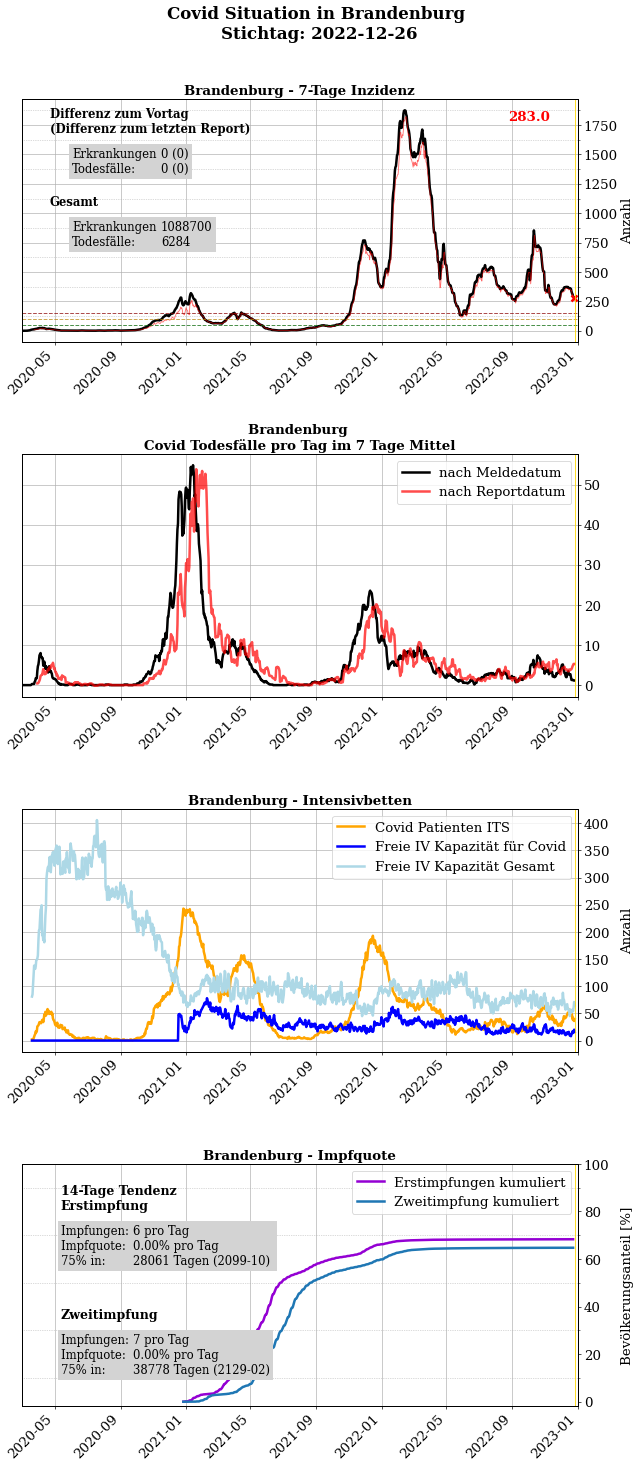 Covid Situation in Brandenburg
Stichtag: 2022-12-26
Brandenburg - 7-Tage Inzidenz
Differenz zum Vortag
(Differenz zum letzten Report)
Erkrankungen 0 (0)
Todesfälle: 0 (0)
Gesamt
Erkrankungen 1088700
Todesfälle: 6284
283.0
1750
1500
1250
1000
750
500
250
0
Anzahl
2020-05
2020-09
2021-01
2021-05
2021-09
2022-01
2022-05
2022-09
2023-01
Brandenburg
Covid Todesfälle pro Tag im 7 Tage Mittel
nach Meldedatum
nach Reportdatum
50
40
30
20
10
0
2020-05
2020-09
2021-01
2021-05
2021-09
2022-01
2022-05
2022-09
2023-01
Brandenburg - Intensivbetten
Covid Patienten ITS
Freie IV Kapazität für Covid
Freie IV Kapazität Gesamt
400
350
300
250
200
150
100
50
0
Anzahl
2020-05
2020-09
2021-01
2021-05
2021-09
2022-01
2022-05
2022-09
2023-01
Brandenburg - Impfquote
14-Tage Tendenz
Erstimpfung
Impfungen: 6 pro Tag
Impfquote: 0.00% pro Tag
75% in: 28061 Tagen (2099-10)
Zweitimpfung
Impfungen: 7 pro Tag
Impfquote: 0.00% pro Tag
75% in: 38778 Tagen (2129-02)
Erstimpfungen kumuliert
Zweitimpfung kumuliert
100
80
60
40
20
0
Bevölkerungsanteil [%]
2020-05
2020-09
2021-01
2021-05
2021-09
2022-01
2022-05
2022-09
2023-01